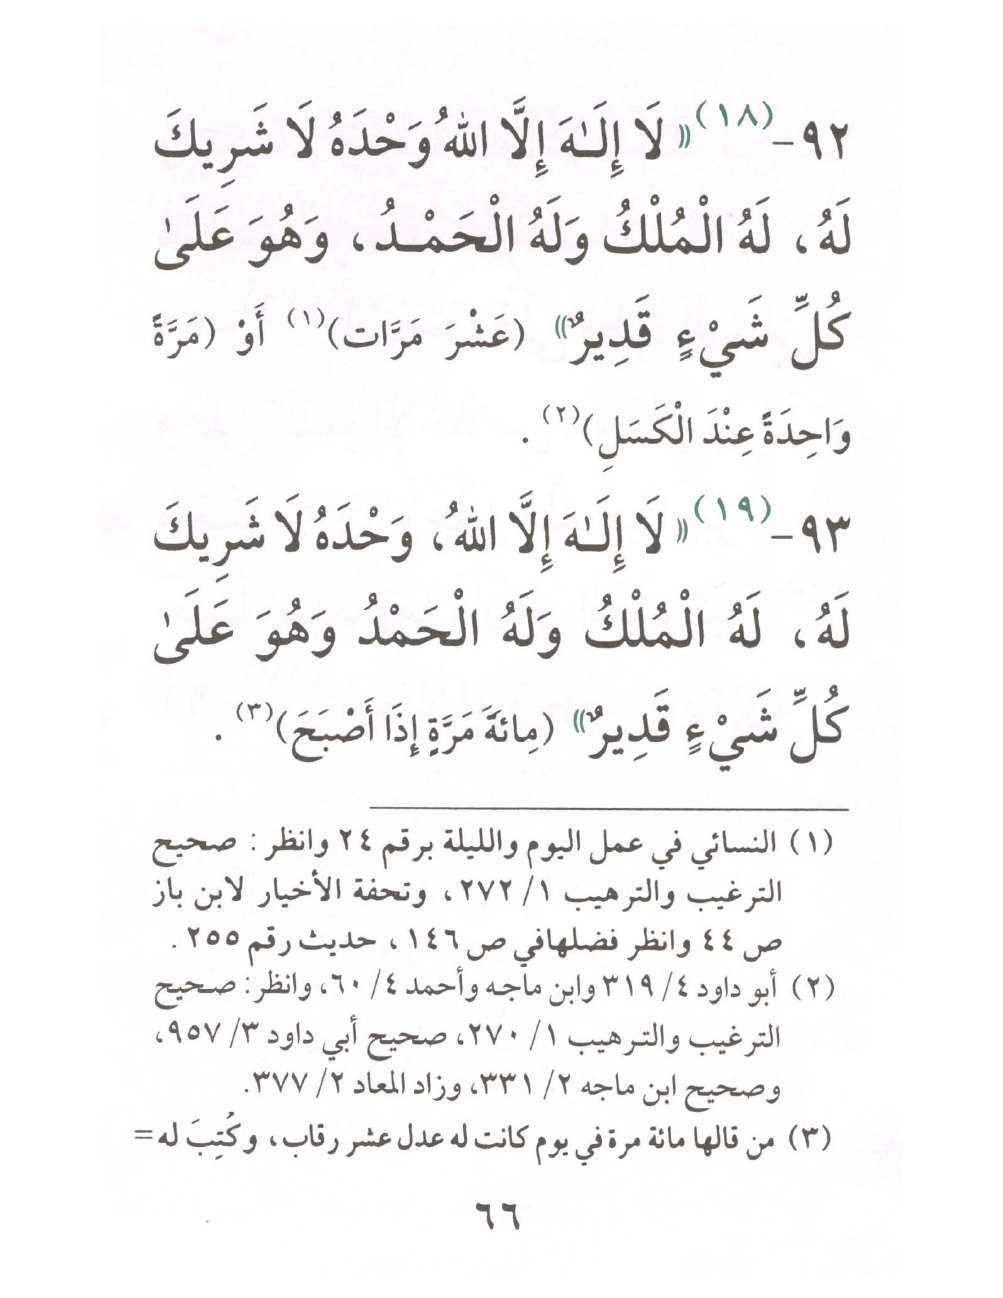 ٩٢-(١٨)« لَا إِلَـٰهَ إِلَّا اللهُ وَحْدَهُ لَا شَرِيكَ
لَهُ، لَهُ الْمُلْكُ وَلَهُ الْحَمْـدُ، وَهُوَ عَلَىٰ
كُلِّ شَيْءٍ قَدِيرٌ» (عَشْرَ مَرَّات)(١) أَوْ (مَرَّةً
وَاحِدَةً عِنْدَ الْكَسَلِ)(٢) .
٩٣-(١٩)« لَا إِلَـٰهَ إِلَّا اللهُ، وَحْدَهُ لَا شَرِيكَ
لَهُ، لَهُ الْمُلْكُ وَلَهُ الْحَمْدُ وَهُوَ عَلَىٰ
كُلِّ شَيْءٍ قَدِيرٌ» (مِائَةَ مَرَّةٍ إِذَا أَصْبَحَ)(٣) .
(١) النسائي في عمل اليوم والليلة برقم ٢٤ وانظر : صحيح
الترغيب والترهيب ١/ ٢٧٢، وتحفة الأخيار لابن باز
ص ٤٤ وانظر فضلهافي ص ١٤٦ ، حديث رقم ٢٥٥ .
(٢) أبو داود ٤/ ٣١٩ وابن ماجه وأحمد ٤/ ٦٠، وانظر: صحيح
الترغيب والترهيب ١/ ٢٧٠، صحيح أبي داود ٣/ ٩٥٧،
وصحيح ابن ماجه ٢/ ٣٣١، وزاد المعاد ٢/ ٣٧٧.
(٣) من قالها مائة مرة في يوم كانت له عدل عشر رقاب، وكُتِبَ له=
٦٦